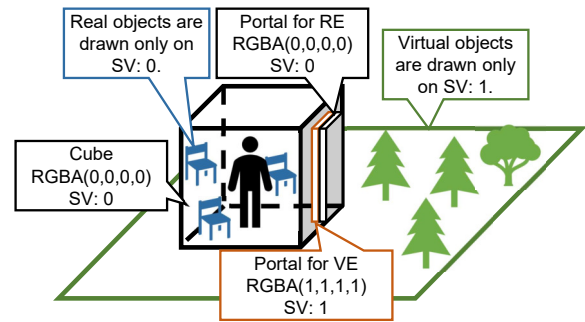 Real objects are
drawn only on
SV: 0.
Portal for RE
RGBA(0,0,0,0)
SV: 0
Virtual objects
are drawn only
on SV: 1.
Cube
RGBA(0,0,0,0)
SV: 0
Portal for VE
RGBA(1,1,1,1)
SV: 1